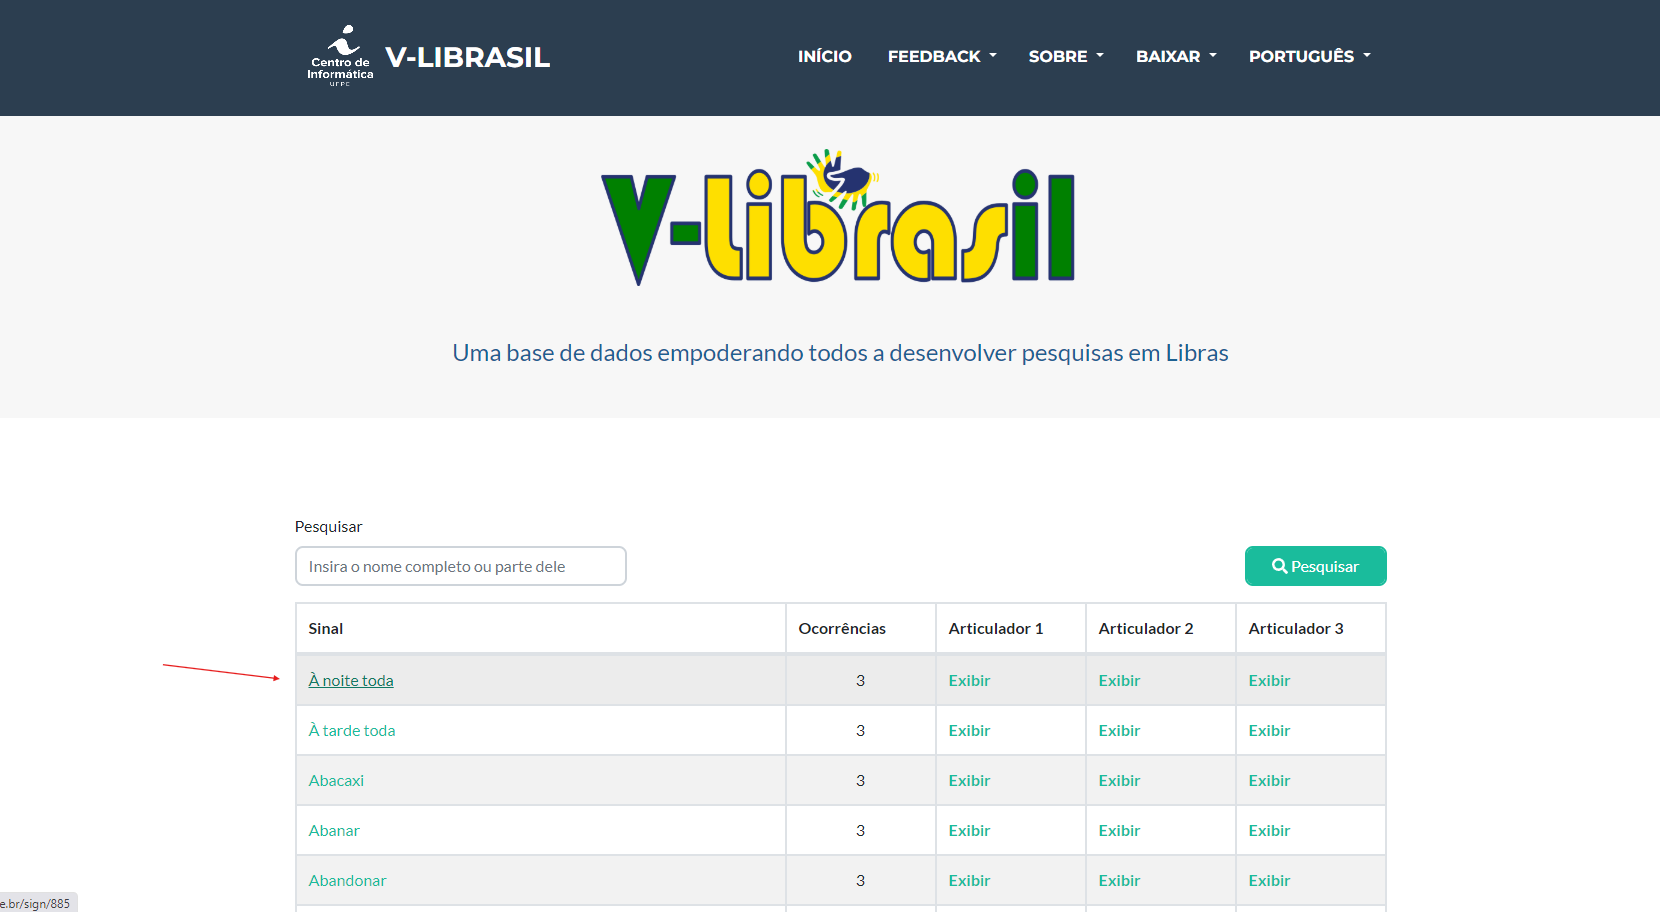 Centro de
Informática
UFPE
V-LIBRASIL
INÍCIO
FEEDBACK
SOBRE
BAIXAR
PORTUGUÊS
V-Librasil
Uma base de dados empoderando todos a desenvolver pesquisas em Libras
Pesquisar
Insira o nome completo ou parte dele
Pesquisar
Sinal Ocorrências Articulador 1 Articulador 2 Articulador 3
À noite toda 3 Exibir Exibir Exibir
À tarde toda 3 Exibir Exibir Exibir
Abacaxi 3 Exibir Exibir Exibir
Abanar 3 Exibir Exibir Exibir
Abandonar 3 Exibir Exibir Exibir
e.br/sign/885